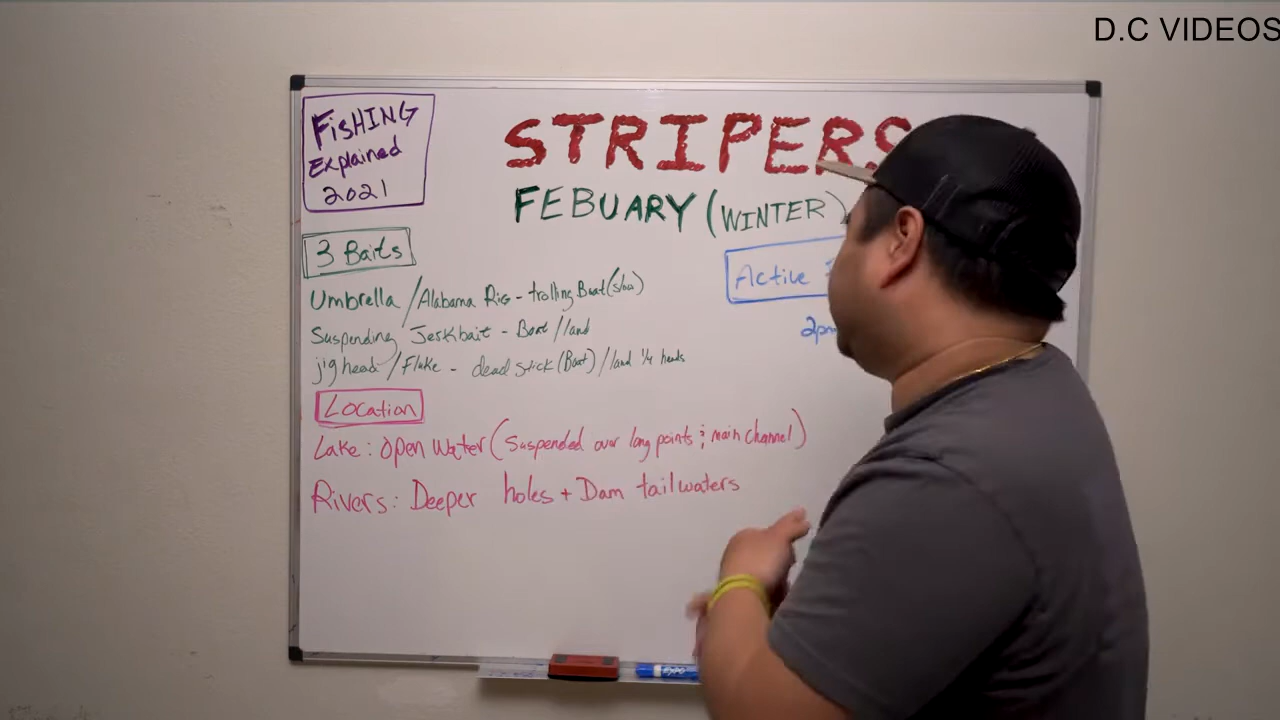 D.C VIDEOS
FisHING
Explained
2021
STRIPERS
FEBUARY (WINTER)
3 Baits
Active
Umbrella / Alabama Rig - trolling Boat (slow)
2pm
Suspending Jerkbait - Boat / land
jig head / Fluke - dead stick (Boat) / land 1/4 heads
Location
Lake: Open Water (Suspended over long points & main channel)
Rivers: Deeper holes + Dam tailwaters
EXPO